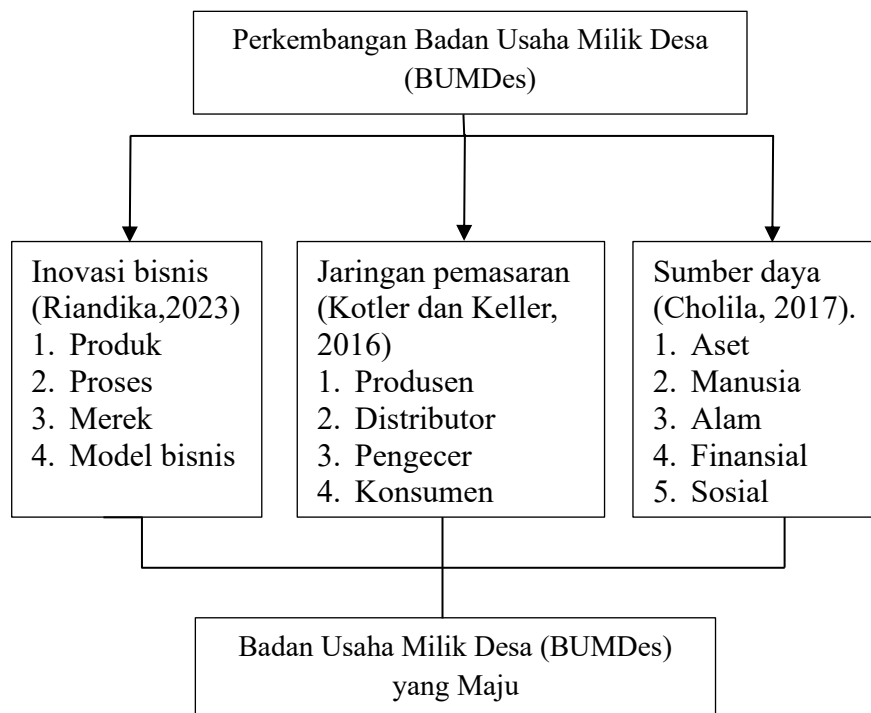 Perkembangan Badan Usaha Milik Desa
(BUMDes)
Inovasi bisnis
(Riandika,2023)
1. Produk
2. Proses
3. Merek
4. Model bisnis
Jaringan pemasaran
(Kotler dan Keller,
2016)
1. Produsen
2. Distributor
3. Pengecer
4. Konsumen
Sumber daya
(Cholila, 2017).
1. Aset
2. Manusia
3. Alam
4. Finansial
5. Sosial
Badan Usaha Milik Desa (BUMDes)
yang Maju